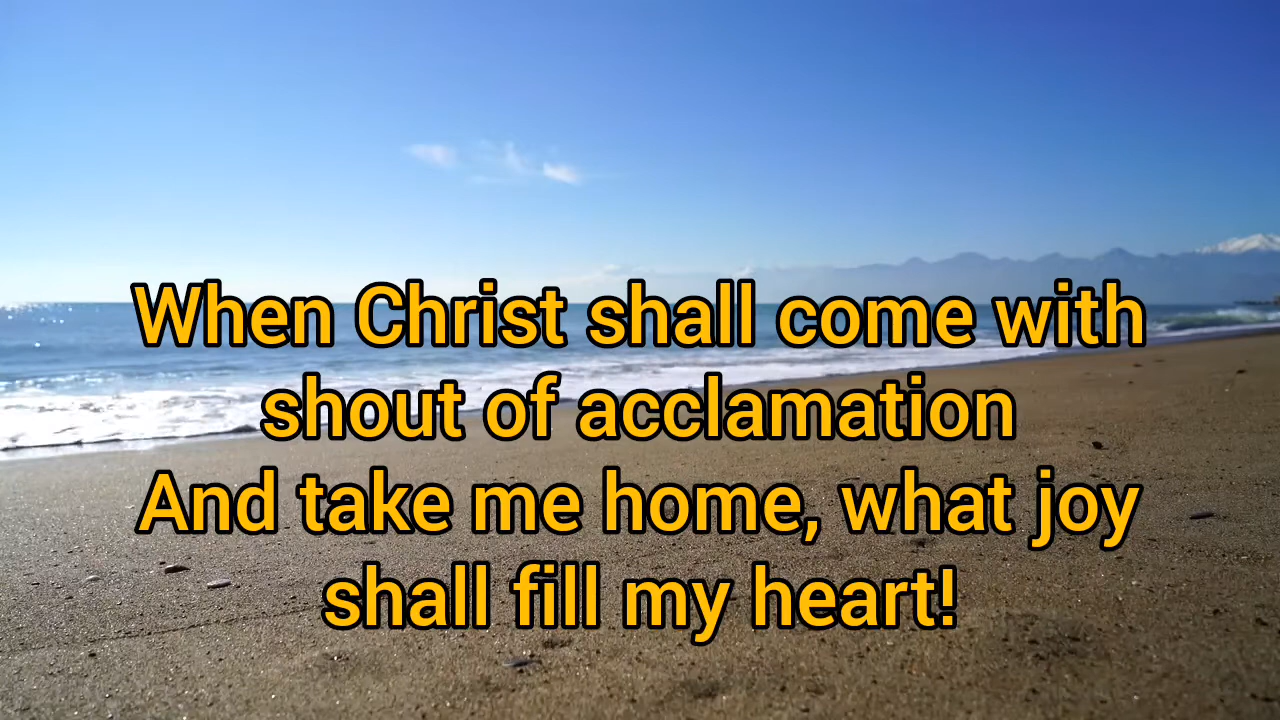 When Christ shall come with
shout of acclamation
And take me home, what joy
shall fill my heart!